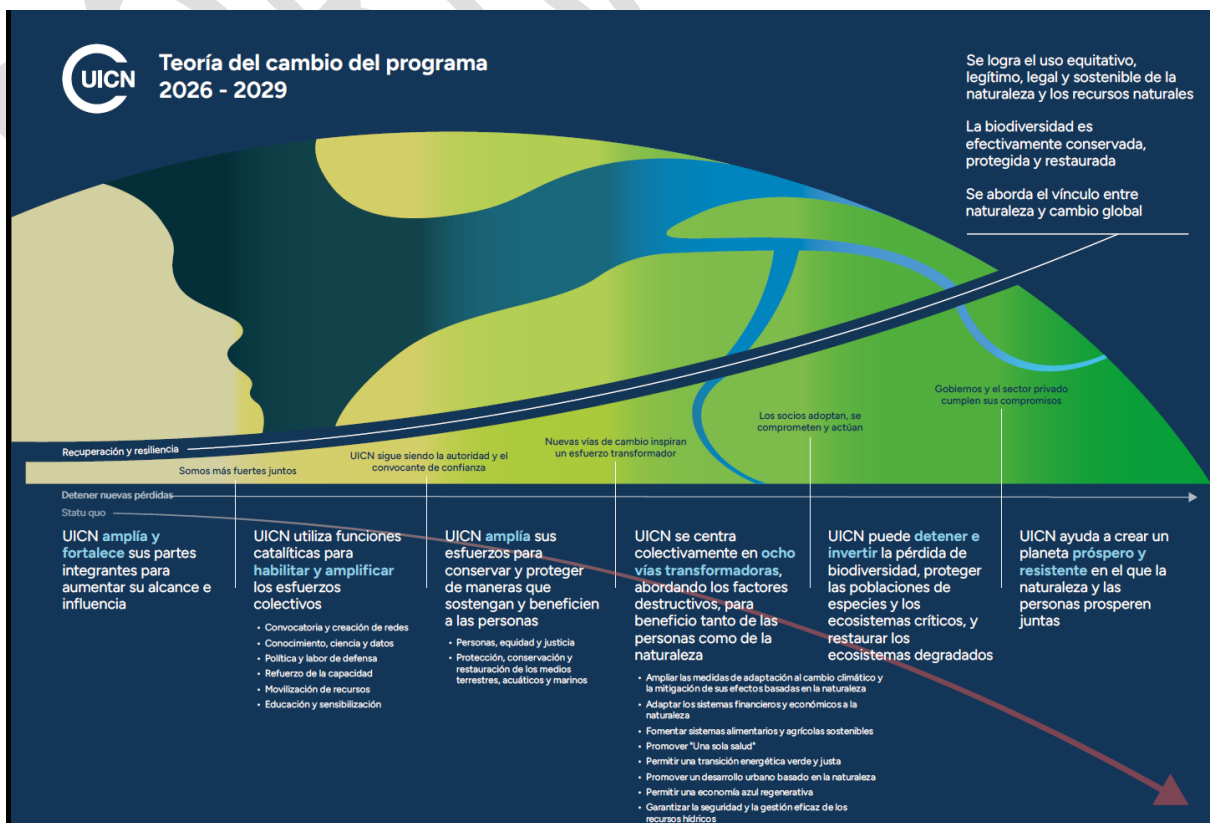 UICN
Teoría del cambio del programa
2026 - 2029
Se logra el uso equitativo,
legítimo, legal y sostenible de la
naturaleza y los recursos naturales
La biodiversidad es
efectivamente conservada,
protegida y restaurada
Se aborda el vínculo entre
naturaleza y cambio global
Gobiernos y el sector privado
cumplen sus compromisos
Los socios adoptan, se
comprometen y actúan
Nuevas vías de cambio inspiran
un esfuerzo transformador
UICN sigue siendo la autoridad y el
convocante de confianza
Somos más fuertes juntos
Recuperación y resiliencia
Detener nuevas pérdidas
Statu quo
UICN amplía y
fortalece sus partes
integrantes para
aumentar su alcance e
influencia
UICN utiliza funciones
catalíticas para
habilitar y amplificar
los esfuerzos
colectivos
• Convocatoria y creación de redes
• Conocimiento, ciencia y datos
• Política y labor de defensa
• Refuerzo de la capacidad
• Movilización de recursos
• Educación y sensibilización
UICN amplía sus
esfuerzos para
conservar y proteger
de maneras que
sostengan y beneficien
a las personas
• Personas, equidad y justicia
• Protección, conservación y
restauración de los medios
terrestres, acuáticos y marinos
UICN se centra
colectivamente en ocho
vías transformadoras,
abordando los factores
destructivos, para
beneficio tanto de las
personas como de la
naturaleza
• Ampliar las medidas de adaptación al cambio climático y
la mitigación de sus efectos basadas en la naturaleza
• Adaptar los sistemas financieros y económicos a la
naturaleza
• Fomentar sistemas alimentarios y agrícolas sostenibles
• Promover "Una sola salud"
• Permitir una transición energética verde y justa
• Promover un desarrollo urbano basado en la naturaleza
• Permitir una economía azul regenerativa
• Garantizar la seguridad y la gestión eficaz de los
recursos hídricos
UICN puede detener e
invertir la pérdida de
biodiversidad, proteger
las poblaciones de
especies y los
ecosistemas críticos, y
restaurar los
ecosistemas degradados
UICN ayuda a crear un
planeta próspero y
resistente en el que la
naturaleza y las
personas prosperen
juntas